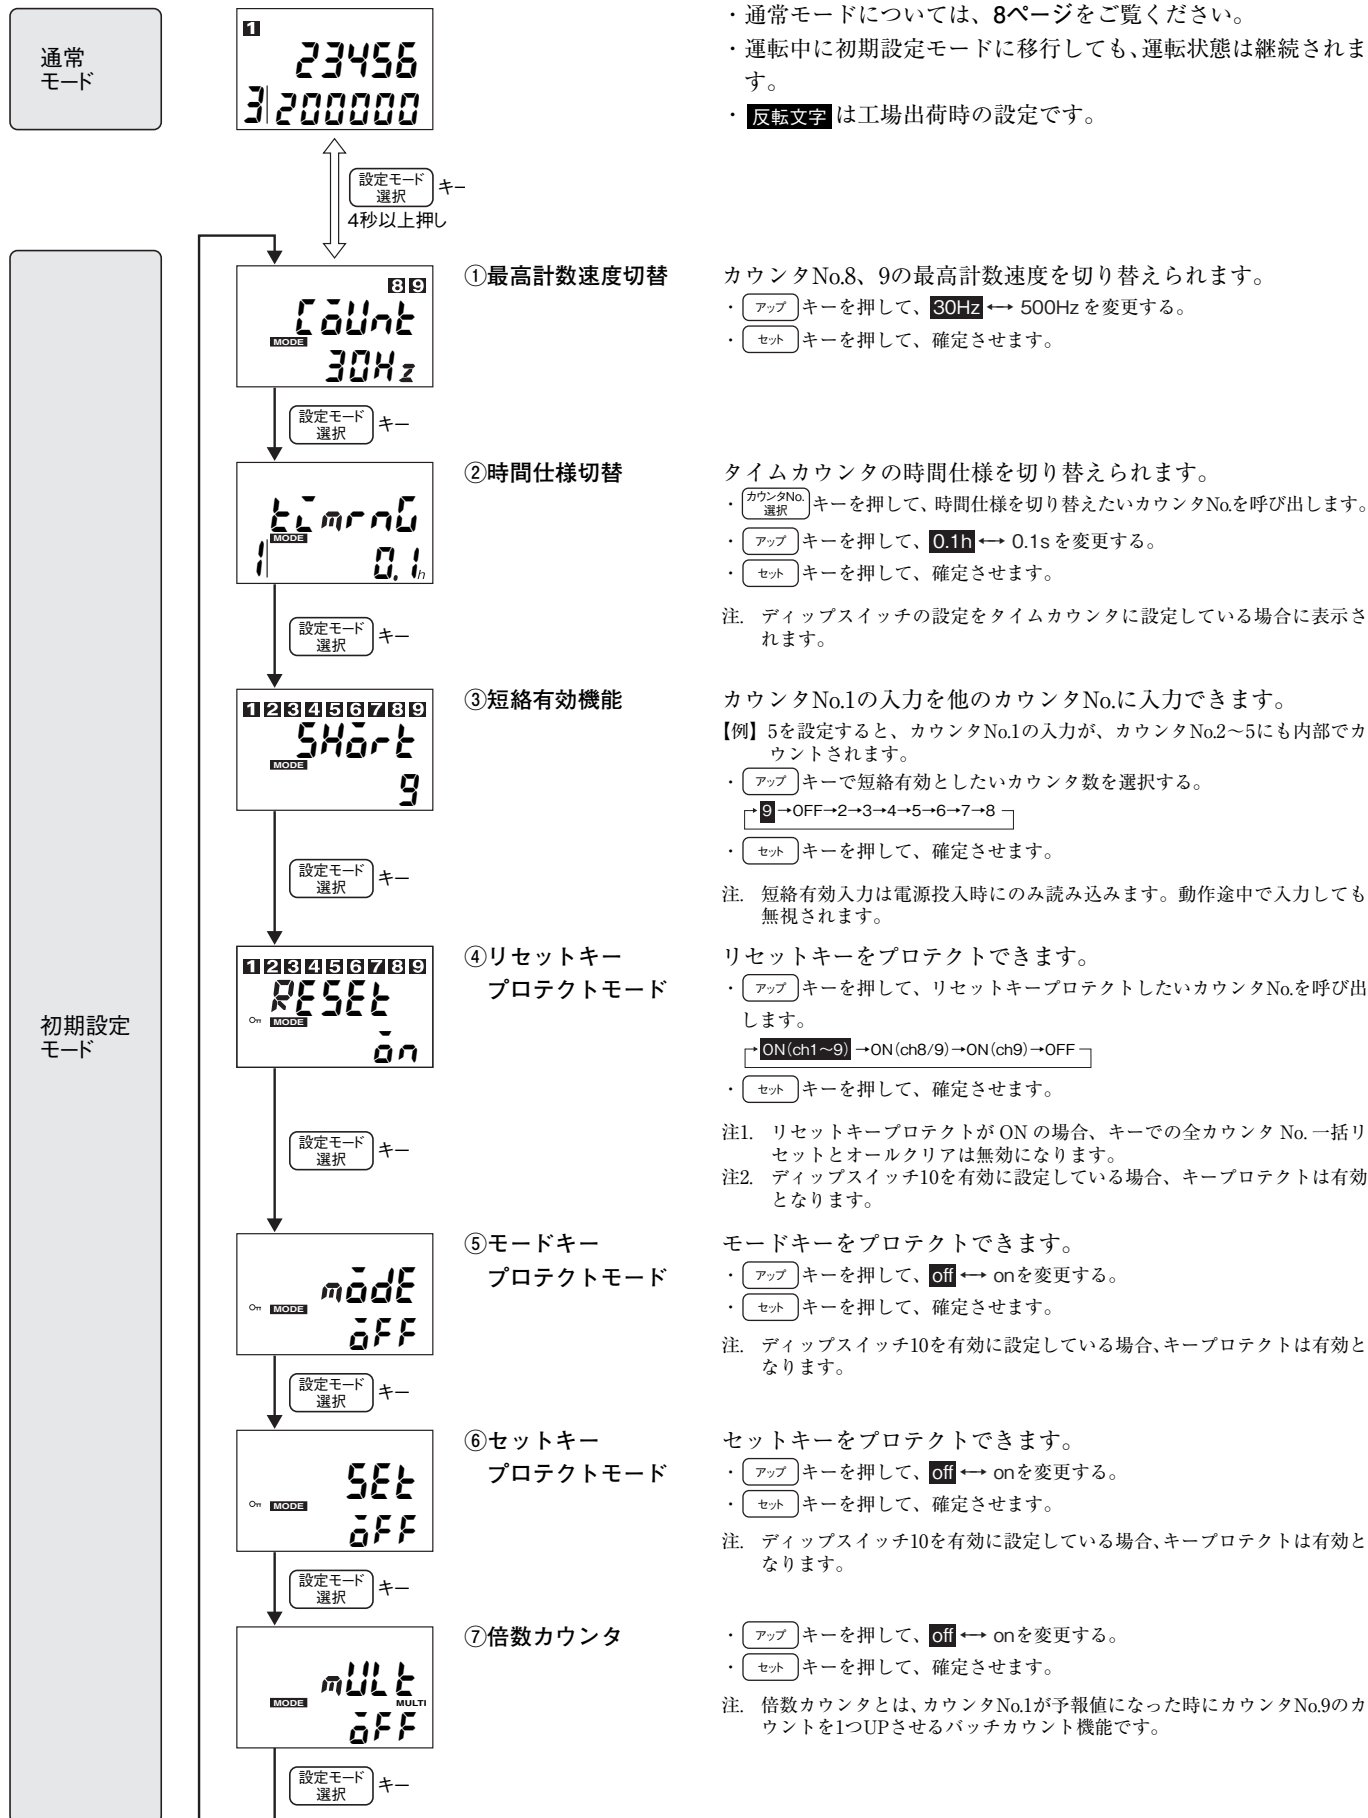 通常
モード
1
23456
3 200000
・通常モードについては、8ページをご覧ください。
・運転中に初期設定モードに移行しても、運転状態は継続されま
す。
・反転文字は工場出荷時の設定です。
設定モード
選択
キー
4秒以上押し
初期設定
モード
8 9
CoUnt
MODE
30Hz
①最高計数速度切替
カウンタNo.8、9の最高計数速度を切り替えられます。
・アップキーを押して、30Hz ←→ 500Hzを変更する。
・セットキーを押して、確定させます。
設定モード
選択
キー
timrnG
MODE
1 0.1h
②時間仕様切替
タイムカウンタの時間仕様を切り替えられます。
・カウンタNo.選択キーを押して、時間仕様を切り替えたいカウンタNo.を呼び出します。
・アップキーを押して、0.1h ←→ 0.1sを変更する。
・セットキーを押して、確定させます。
注. ディップスイッチの設定をタイムカウンタに設定している場合に表示さ
れます。
設定モード
選択
キー
1 2 3 4 5 6 7 8 9
SHort
MODE
9
③短絡有効機能
カウンタNo.1の入力を他のカウンタNo.に入力できます。
【例】5を設定すると、カウンタNo.1の入力が、カウンタNo.2～5にも内部でカ
ウントされます。
・アップキーで短絡有効としたいカウンタ数を選択する。
→9→OFF→2→3→4→5→6→7→8
・セットキーを押して、確定させます。
注. 短絡有効入力は電源投入時にのみ読み込みます。動作途中で入力しても
無視されます。
設定モード
選択
キー
1 2 3 4 5 6 7 8 9
RESEt
MODE
on
④リセットキー
プロテクトモード
リセットキーをプロテクトできます。
・アップキーを押して、リセットキープロテクトしたいカウンタNo.を呼び出
します。
→ON(ch1～9)→ON(ch8/9)→ON(ch9)→OFF
・セットキーを押して、確定させます。
注1. リセットキープロテクトが ON の場合、キーでの全カウンタ No. 一括リ
セットとオールクリアは無効になります。
注2. ディップスイッチ10を有効に設定している場合、キープロテクトは有効
となります。
設定モード
選択
キー
modE
MODE
oFF
⑤モードキー
プロテクトモード
モードキーをプロテクトできます。
・アップキーを押して、off ←→ onを変更する。
・セットキーを押して、確定させます。
注. ディップスイッチ10を有効に設定している場合、キープロテクトは有効と
なります。
設定モード
選択
キー
SEt
MODE
oFF
⑥セットキー
プロテクトモード
セットキーをプロテクトできます。
・アップキーを押して、off ←→ onを変更する。
・セットキーを押して、確定させます。
注. ディップスイッチ10を有効に設定している場合、キープロテクトは有効と
なります。
設定モード
選択
キー
mULt
MODE
MULTI
oFF
⑦倍数カウンタ
・アップキーを押して、off ←→ onを変更する。
・セットキーを押して、確定させます。
注. 倍数カウンタとは、カウンタNo.1が予報値になった時にカウンタNo.9のカ
ウントを1つUPさせるバッチカウント機能です。
設定モード
選択
キー